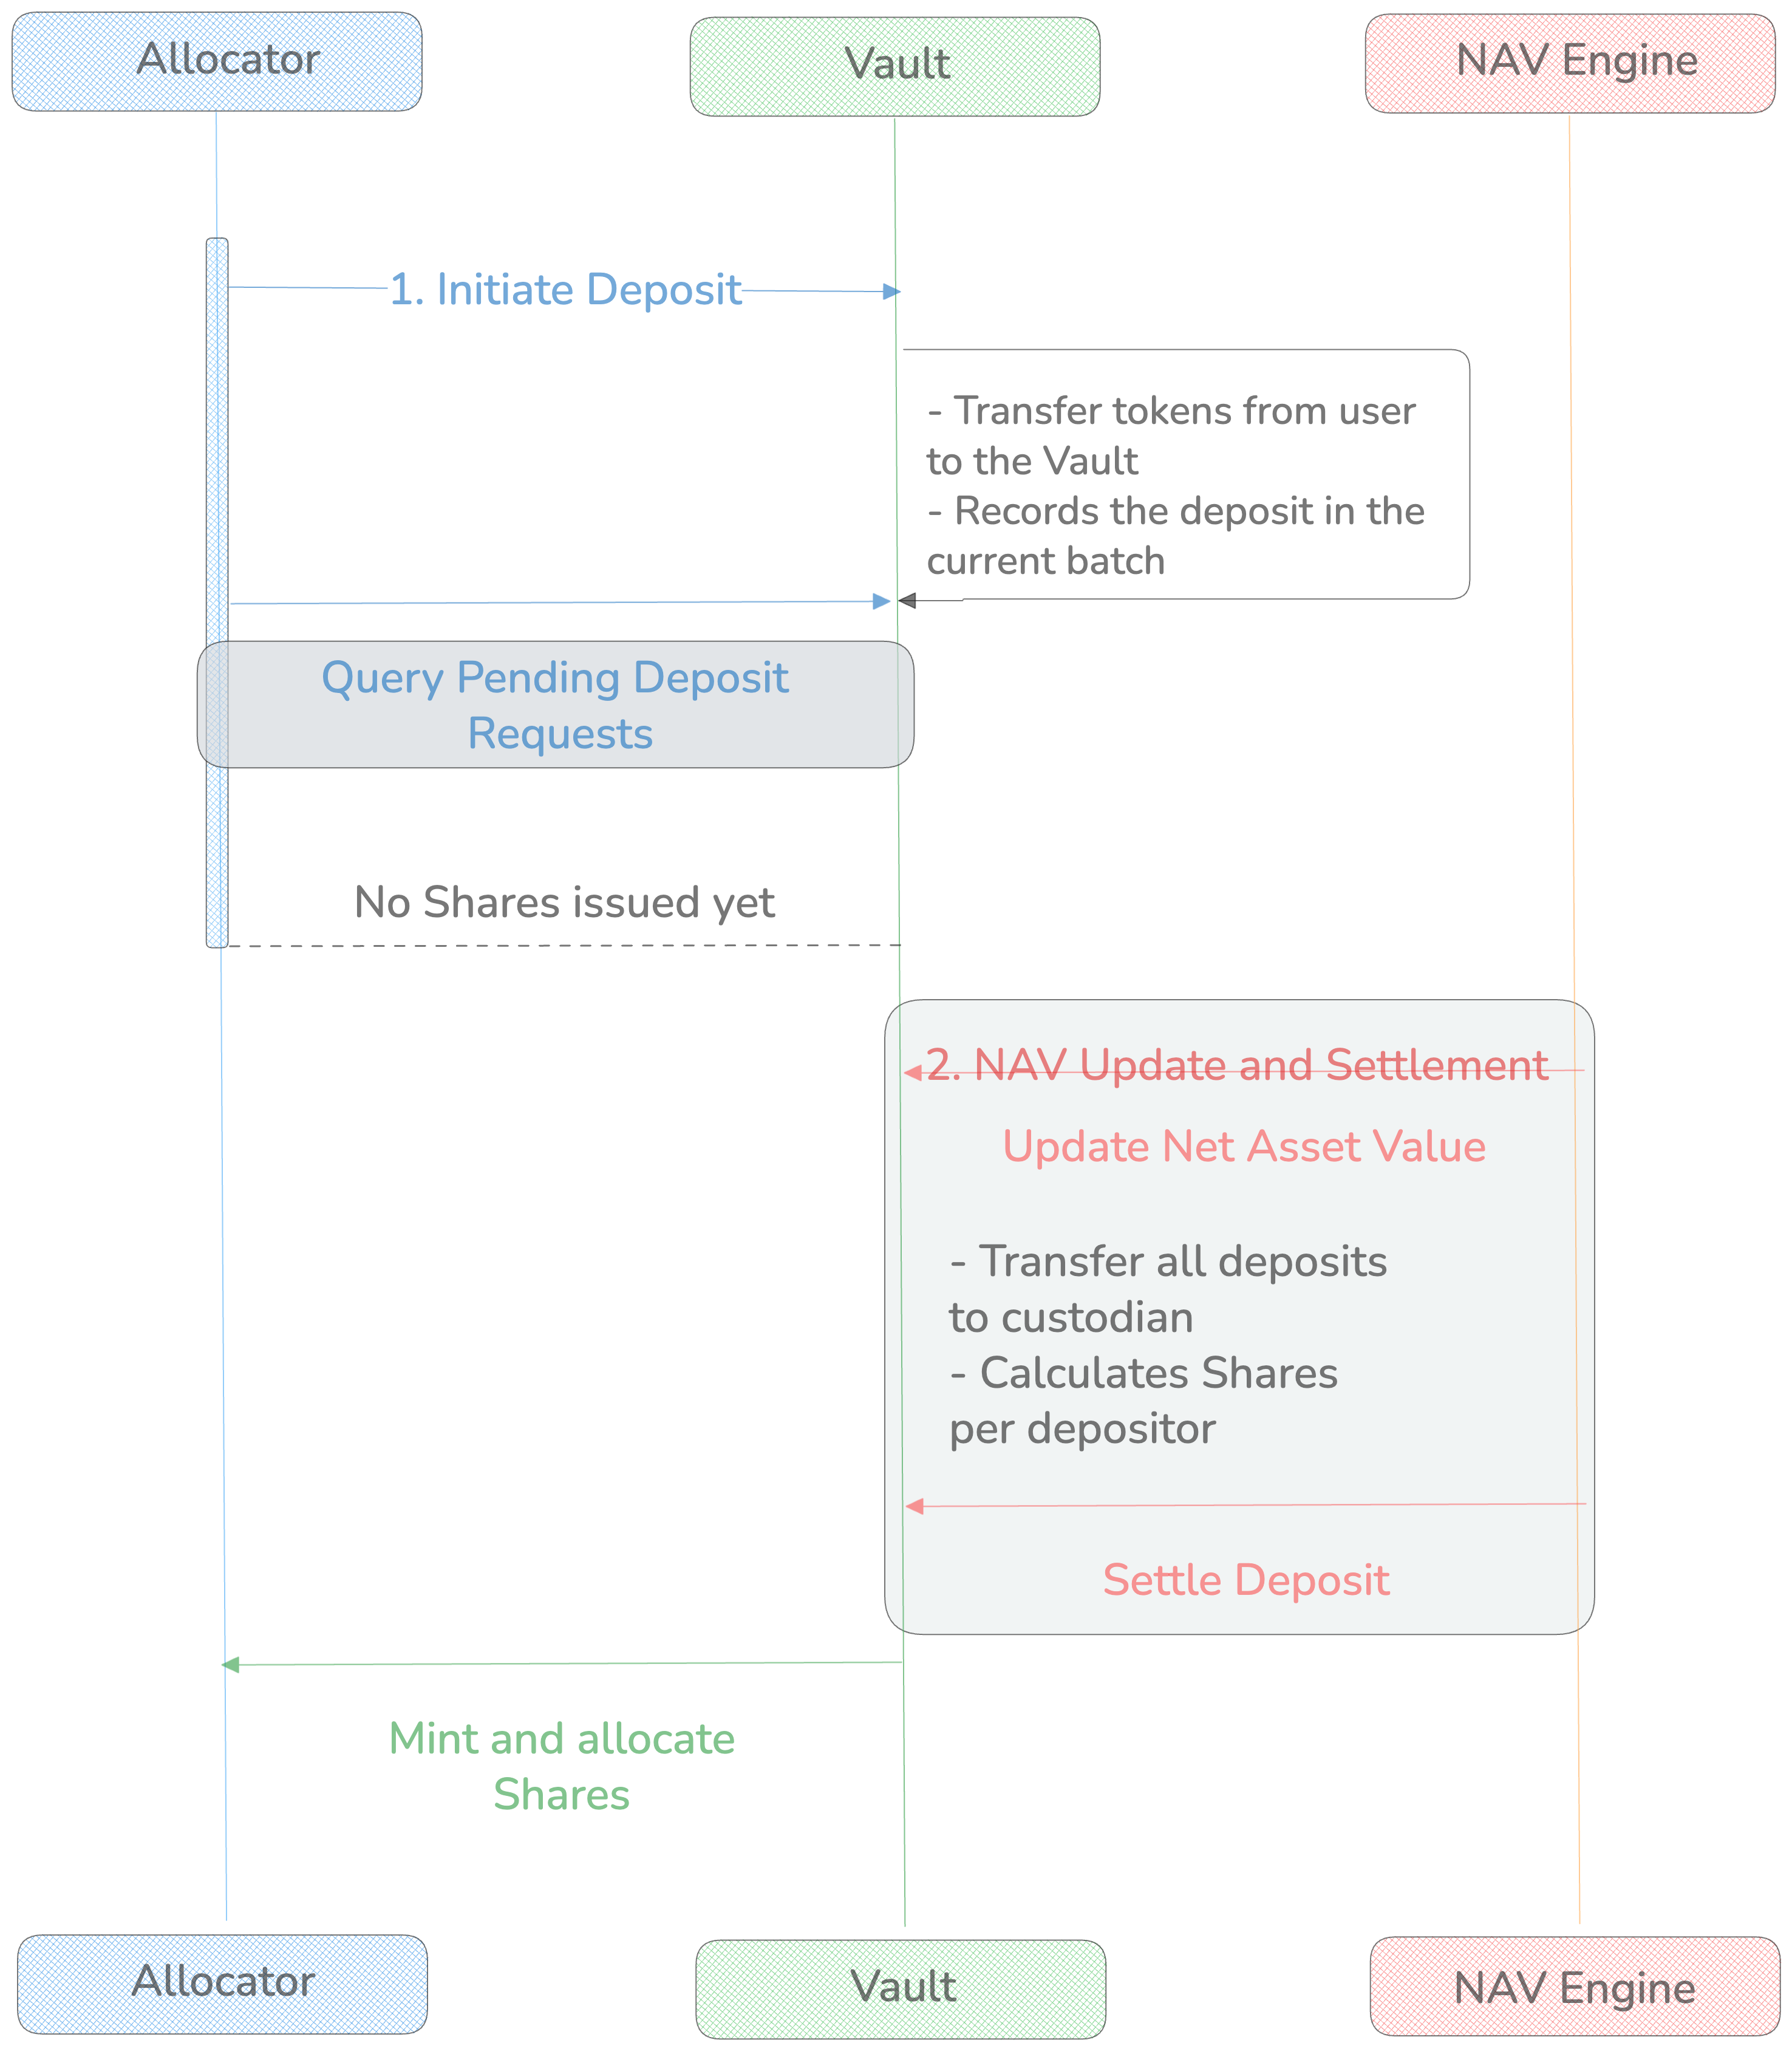 Allocator
Vault
NAV Engine
1. Initiate Deposit
- Transfer tokens from user
to the Vault
- Records the deposit in the
current batch
Query Pending Deposit
Requests
No Shares issued yet
2. NAV Update and Settlement
Update Net Asset Value
- Transfer all deposits
to custodian
- Calculates Shares
per depositor
Settle Deposit
Mint and allocate
Shares
Allocator
Vault
NAV Engine